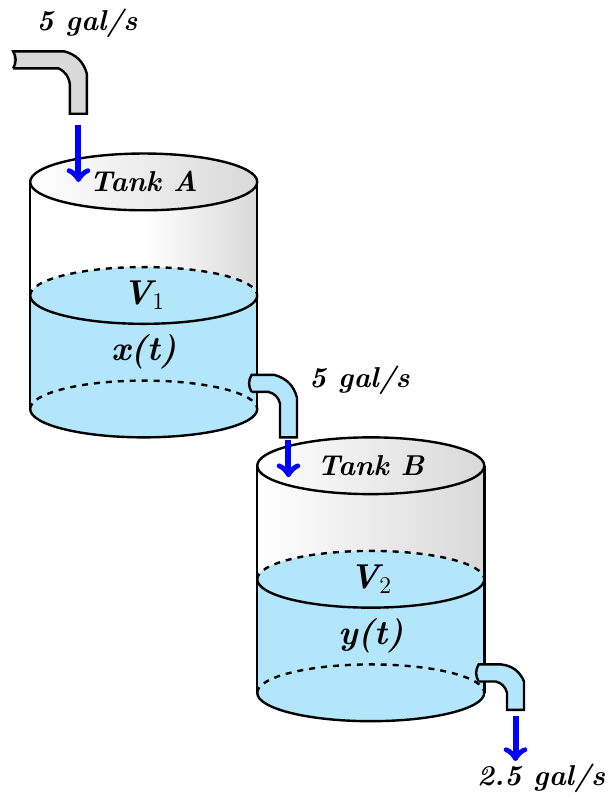 5 gal/s
Tank A
V₁
x(t)
5 gal/s
Tank B
V₂
y(t)
2.5 gal/s